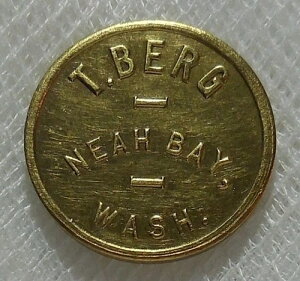 T. BERG
NEAH BAY,
WASH.